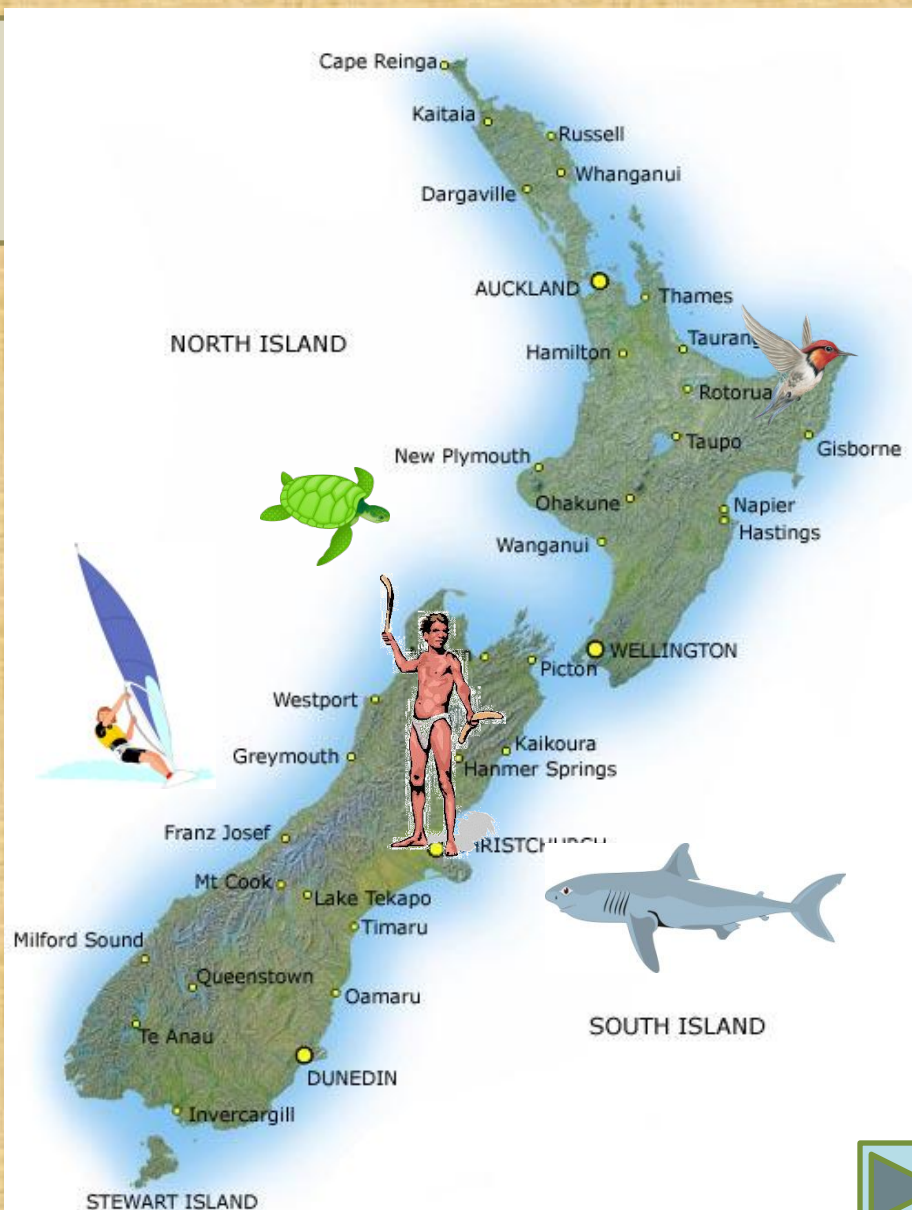 Cape Reinga
Kaitaia
Russell
Whanganui
Dargaville
AUCKLAND
Thames
NORTH ISLAND
Taurang
Hamilton
Rotorua
Taupo
Gisborne
New Plymouth
Ohakune
Napier
Hastings
Wanganui
WELLINGTON
Picton
Westport
Kaikoura
Greymouth
Hanmer Springs
Franz Josef
HRISTCHURCH
Mt Cook
Lake Tekapo
Timaru
Milford Sound
Queenstown
Oamaru
SOUTH ISLAND
Te Anau
DUNEDIN
Invercargill
STEWART ISLAND